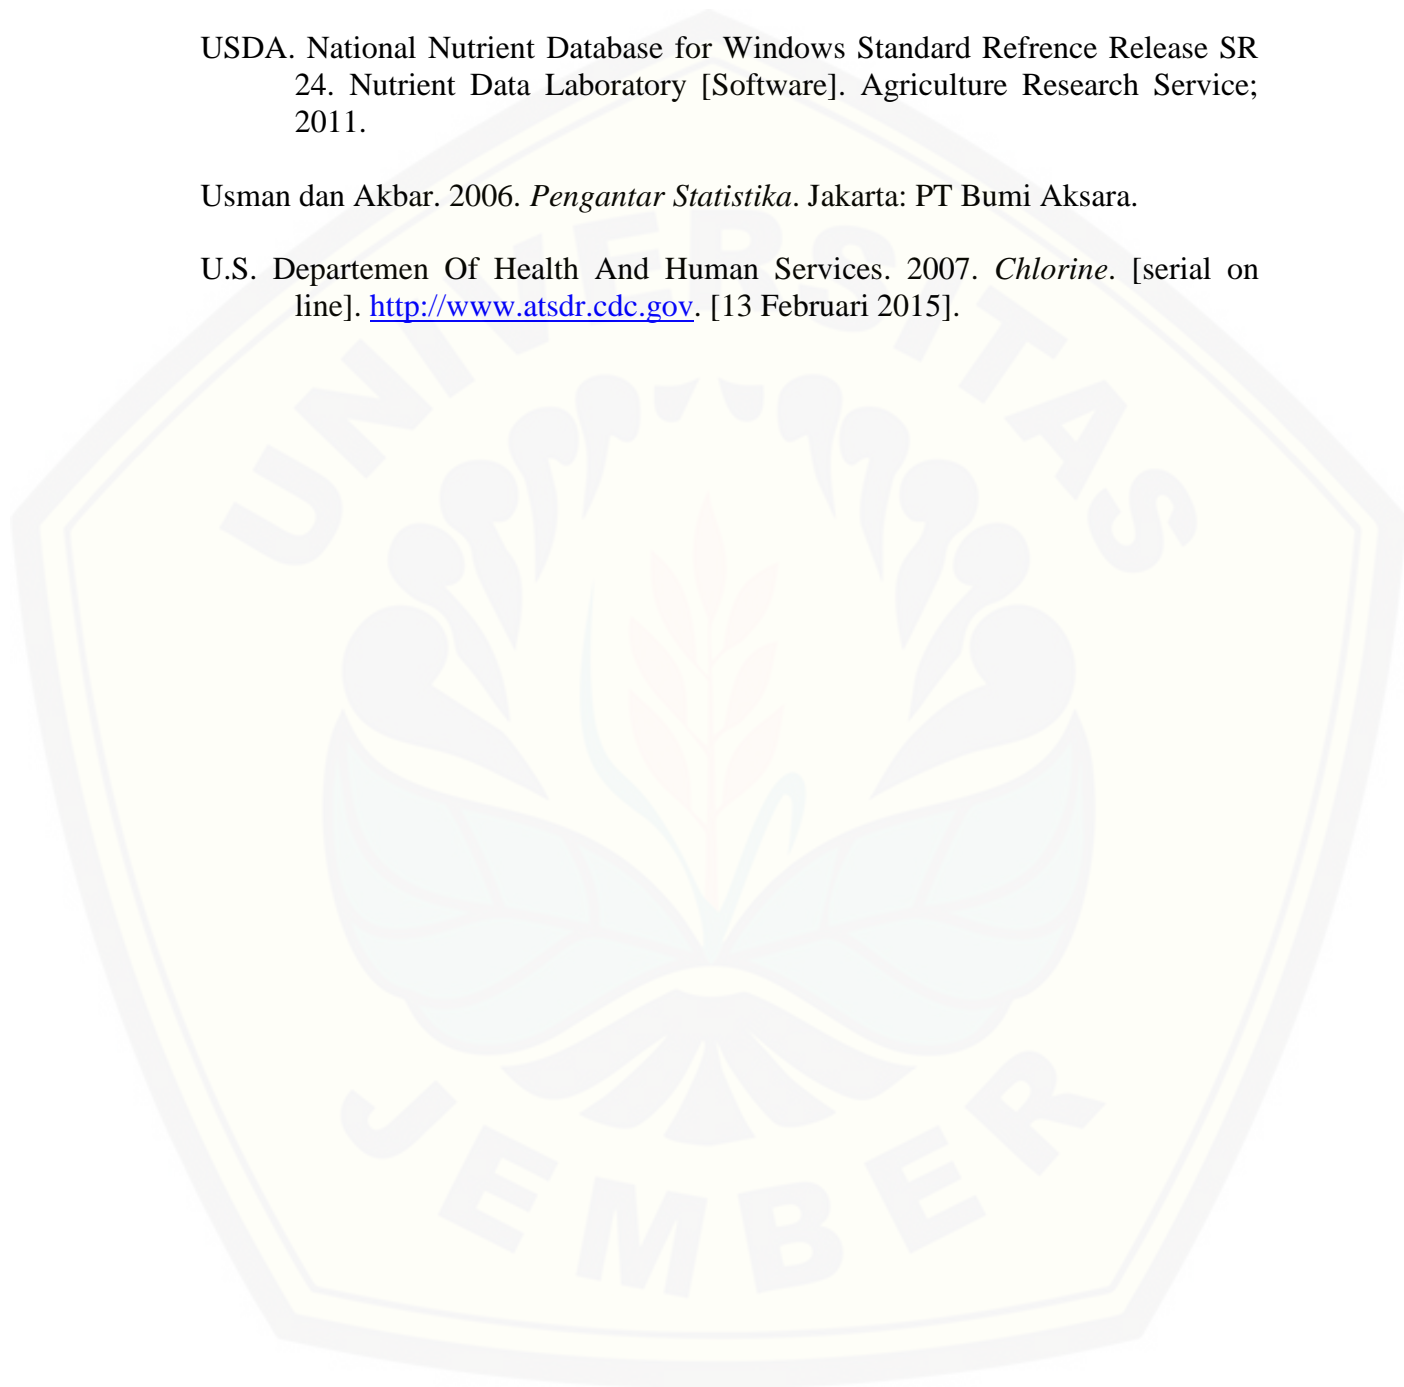 USDA. National Nutrient Database for Windows Standard Refrence Release SR
24. Nutrient Data Laboratory [Software]. Agriculture Research Service;
2011.
Usman dan Akbar. 2006. Pengantar Statistika. Jakarta: PT Bumi Aksara.
U.S. Departemen Of Health And Human Services. 2007. Chlorine. [serial on
line]. http://www.atsdr.cdc.gov. [13 Februari 2015].
UNIVERSITAS
JEMBER